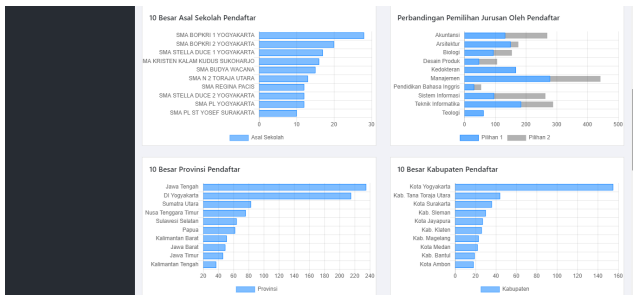 10 Besar Asal Sekolah Pendaftar
SMA BOPKRI 1 YOGYAKARTA
SMA BOPKRI 2 YOGYAKARTA
SMA STELLA DUCE 1 YOGYAKARTA
MA KRISTEN KALAM KUDUS SUKOHARJO
SMA BUDYA WACANA
SMA N 2 TORAJA UTARA
SMA REGINA PACIS
SMA STELLA DUCE 2 YOGYAKARTA
SMA PL YOGYAKARTA
SMA PL ST YOSEF SURAKARTA
0 10 20 30
Asal Sekolah
Perbandingan Pemilihan Jurusan Oleh Pendaftar
Akuntansi
Arsitektur
Biologi
Desain Produk
Kedokteran
Manajemen
Pendidikan Bahasa Inggris
Sistem Informasi
Teknik Informatika
Teologi
0 100 200 300 400 500
Pilihan 1 Pilihan 2
10 Besar Provinsi Pendaftar
Jawa Tengah
DI Yogyakarta
Sumatra Utara
Nusa Tenggara Timur
Sulawesi Selatan
Papua
Kalimantan Barat
Jawa Barat
Jawa Timur
Kalimantan Tengah
20 40 60 80 100 120 140 160 180 200 220 240
Provinsi
10 Besar Kabupaten Pendaftar
Kota Yogyakarta
Kab. Tana Toraja Utara
Kota Surakarta
Kab. Sleman
Kota Jayapura
Kab. Klaten
Kab. Magelang
Kota Medan
Kab. Bantul
Kota Ambon
0 20 40 60 80 100 120 140 160
Kabupaten